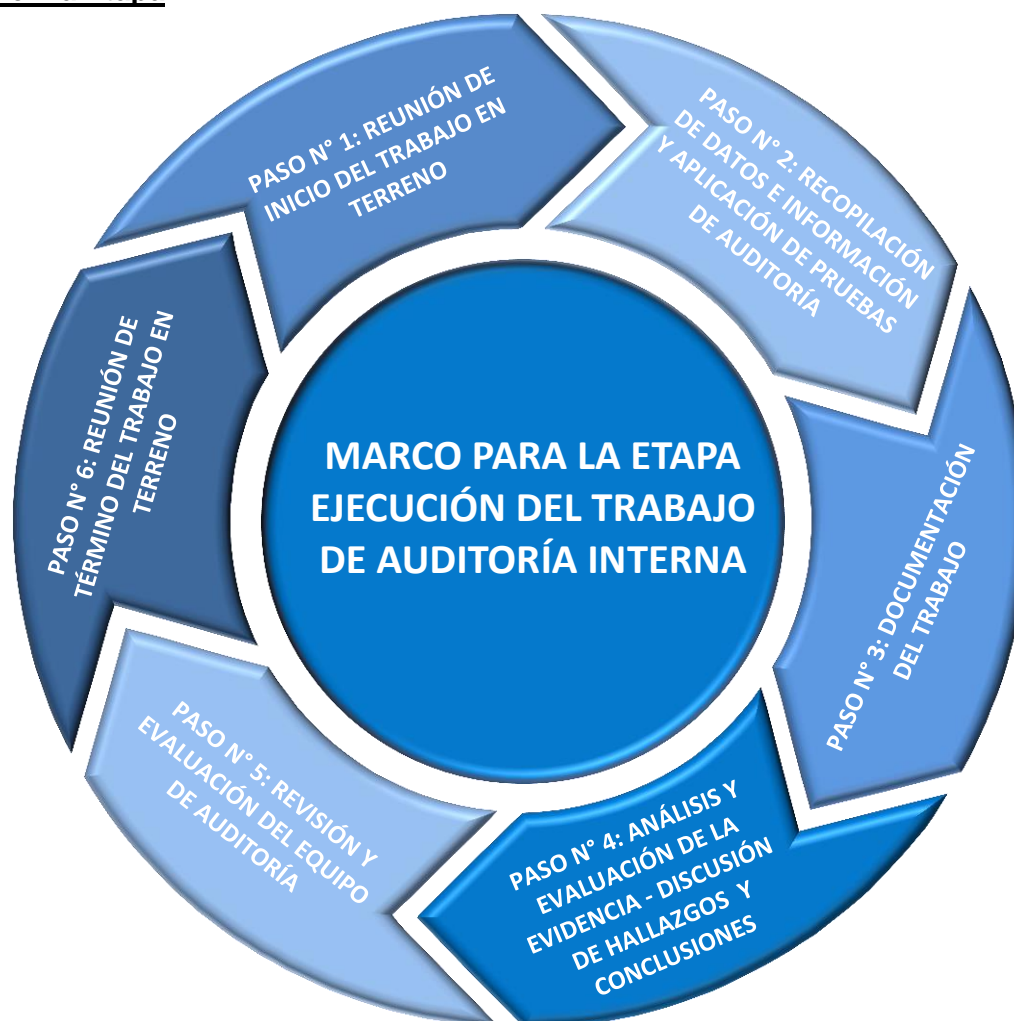 PASO N° 1: REUNIÓN DE
INICIO DEL TRABAJO EN
TERRENO
PASO N° 2: RECOPILACIÓN
DE DATOS E INFORMACIÓN
Y APLICACIÓN DE PRUEBAS
DE AUDITORÍA
PASO N° 3: DOCUMENTACIÓN
DEL TRABAJO
PASO N° 4: ANÁLISIS Y
EVALUACIÓN DE LA
EVIDENCIA - DISCUSIÓN
DE HALLAZGOS Y
CONCLUSIONES
PASO N° 5: REVISIÓN Y
EVALUACIÓN DEL EQUIPO
DE AUDITORÍA
PASO N° 6: REUNIÓN DE
TÉRMINO DEL TRABAJO EN
TERRENO
MARCO PARA LA ETAPA
EJECUCIÓN DEL TRABAJO
DE AUDITORÍA INTERNA